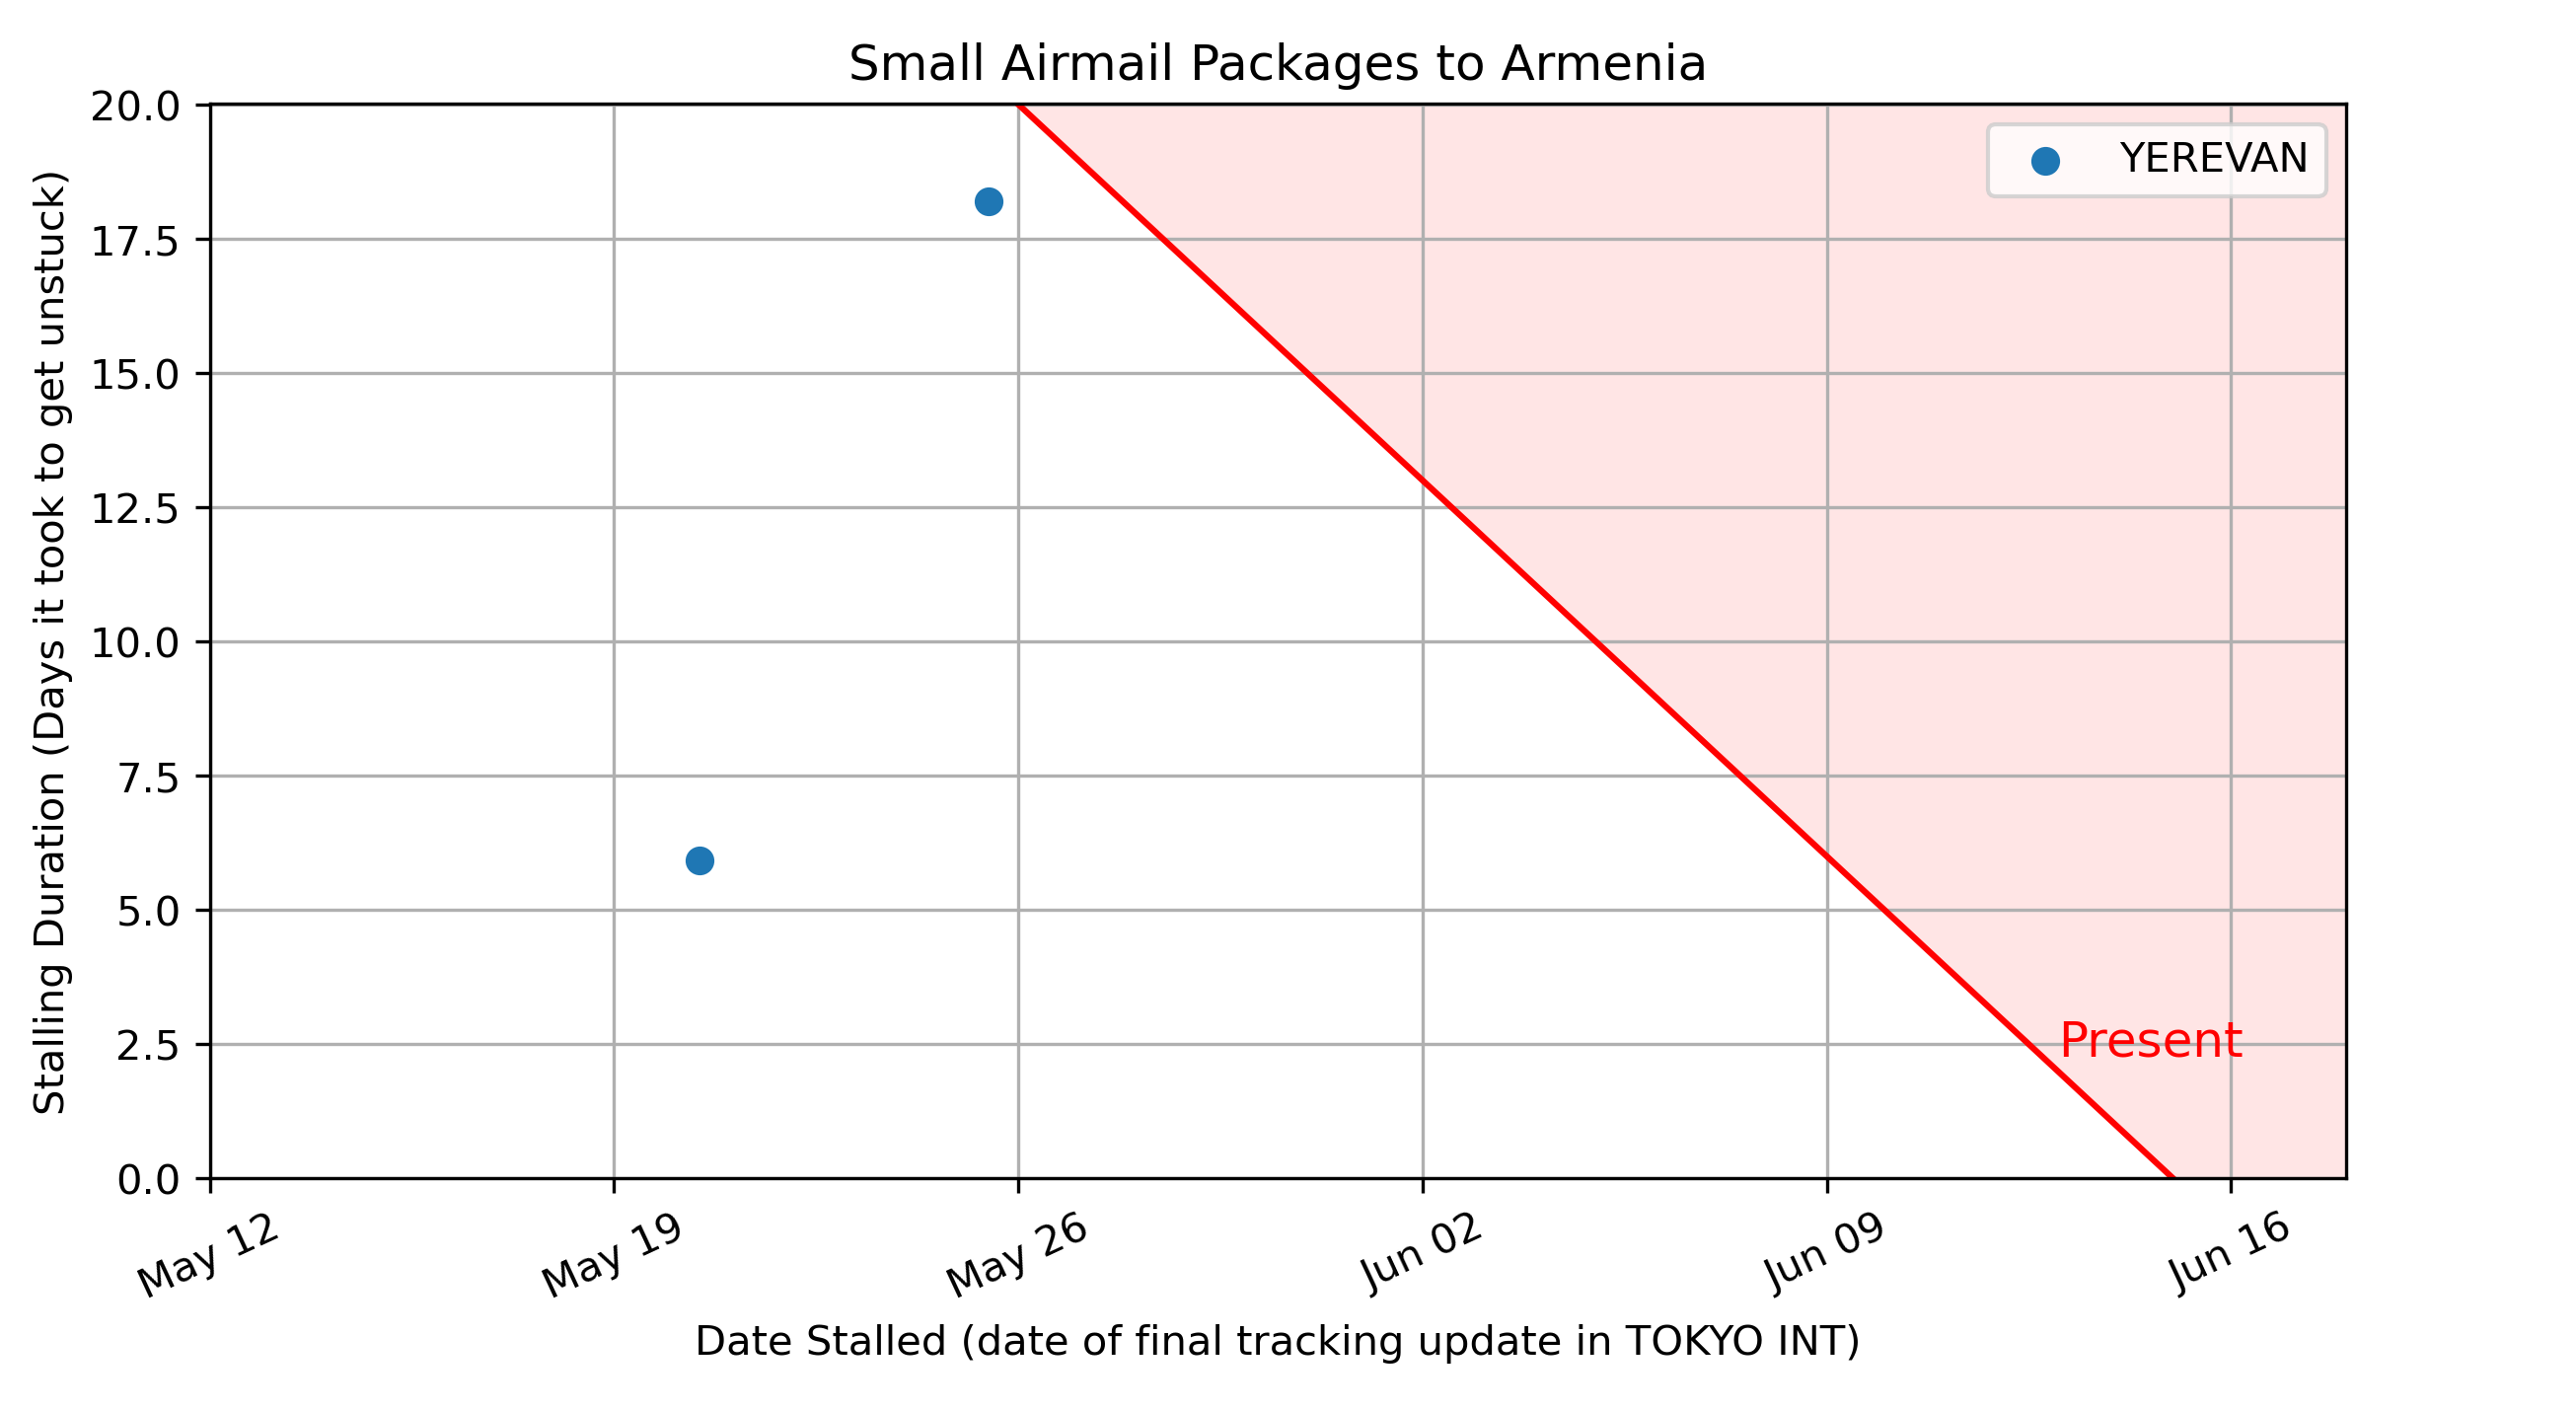 Small Airmail Packages to Armenia
YEREVAN
Stalling Duration (Days it took to get unstuck)
20.0
17.5
15.0
12.5
10.0
7.5
5.0
2.5
0.0
Present
May 12
May 19
May 26
Jun 02
Jun 09
Jun 16
Date Stalled (date of final tracking update in TOKYO INT)